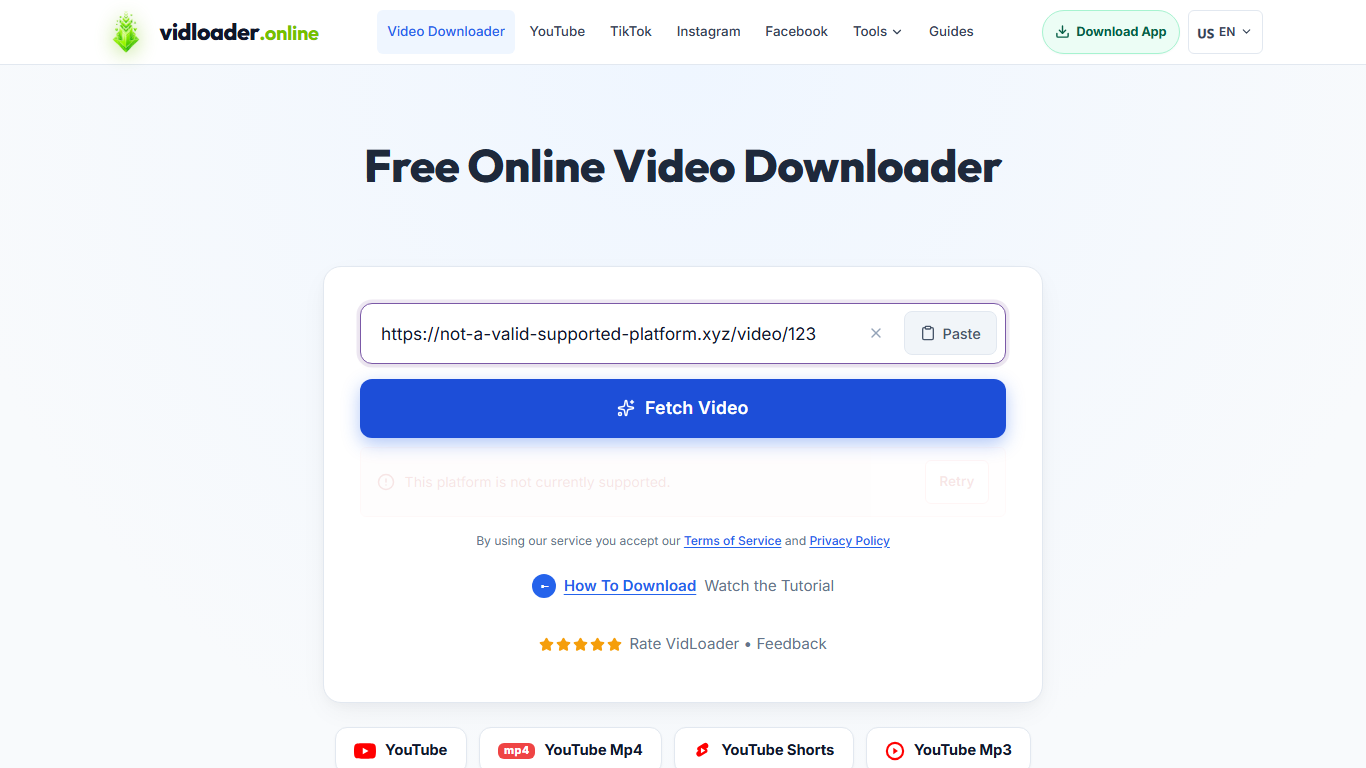 vidloader.online Video Downloader YouTube TikTok Instagram Facebook Tools Guides Download App US EN
Free Online Video Downloader
https://not-a-valid-supported-platform.xyz/video/123 Paste
Fetch Video
This platform is not currently supported. Retry
By using our service you accept our Terms of Service and Privacy Policy
How To Download Watch the Tutorial
Rate VidLoader • Feedback
YouTube mp4 YouTube Mp4 YouTube Shorts YouTube Mp3